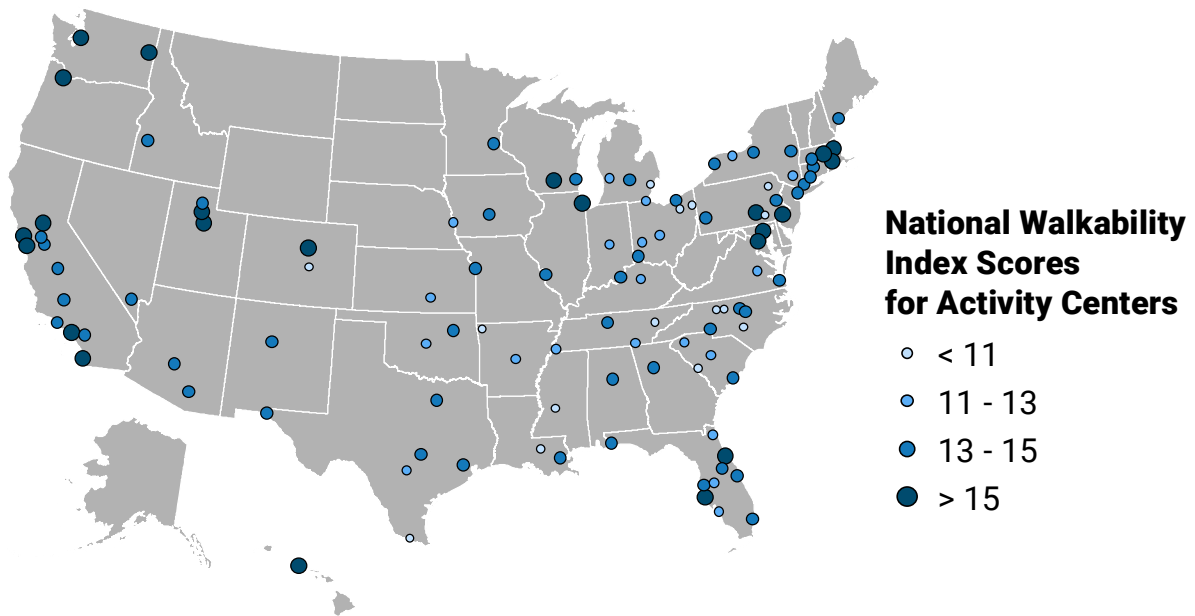 National Walkability
Index Scores
for Activity Centers
< 11
11 - 13
13 - 15
> 15